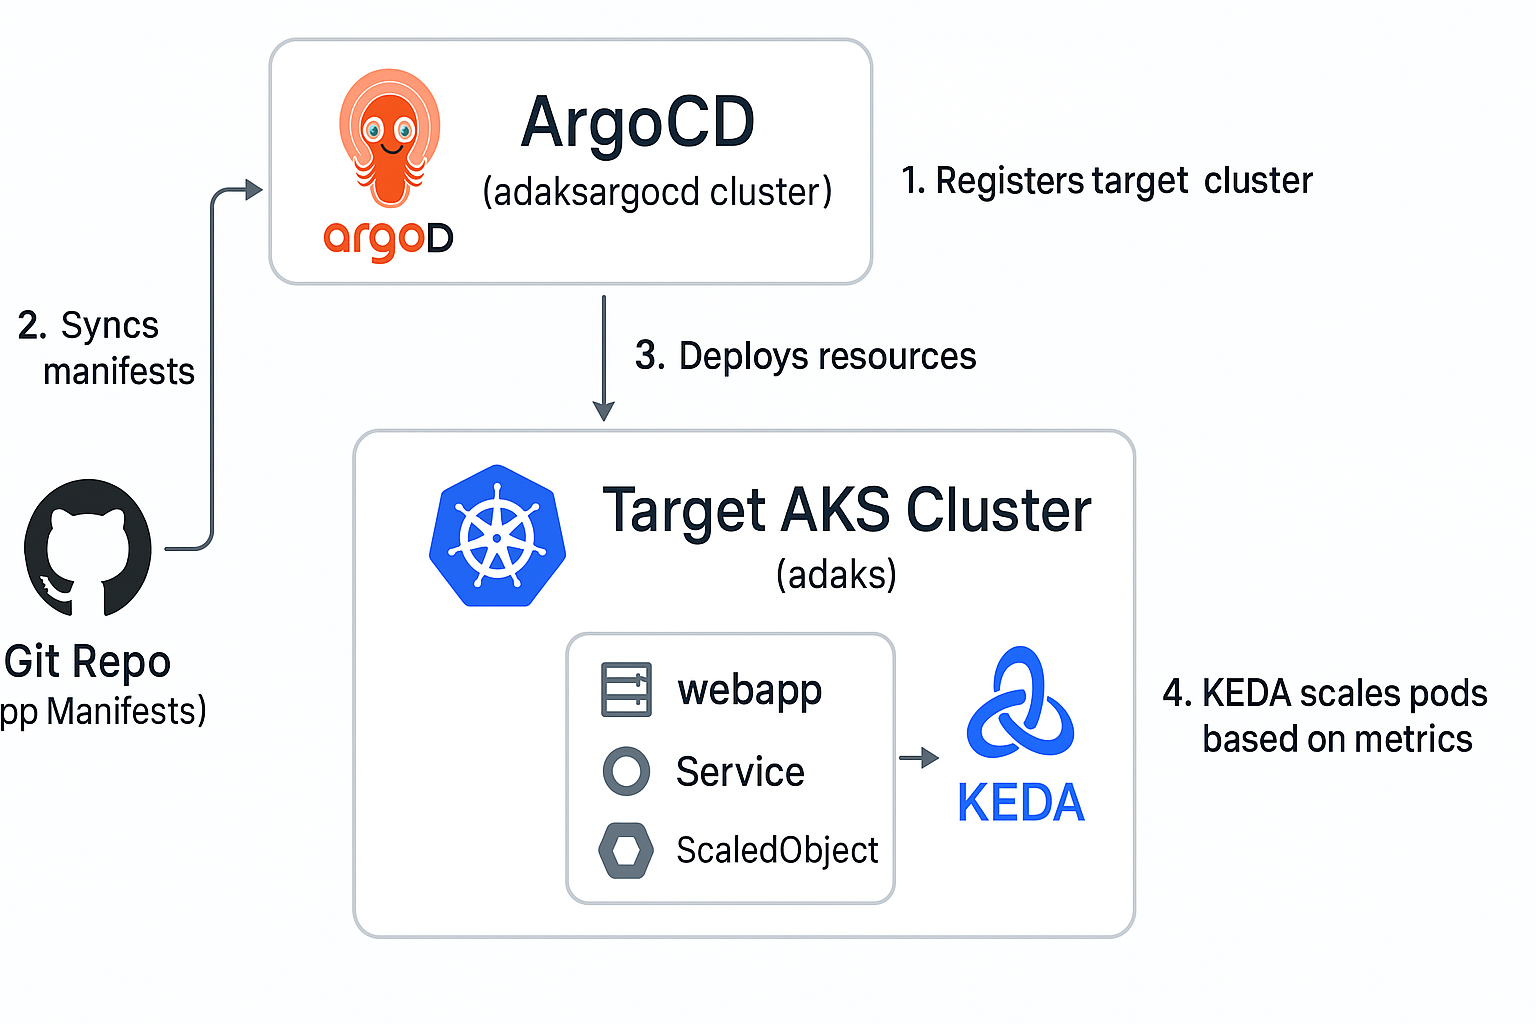 ArgoCD
(adaksargocd cluster)
argoD
1. Registers target cluster
2. Syncs
manifests
3. Deploys resources
Target AKS Cluster
(adaks)
Git Repo
pp Manifests)
webapp
Service
ScaledObject
KEDA
4. KEDA scales pods
based on metrics